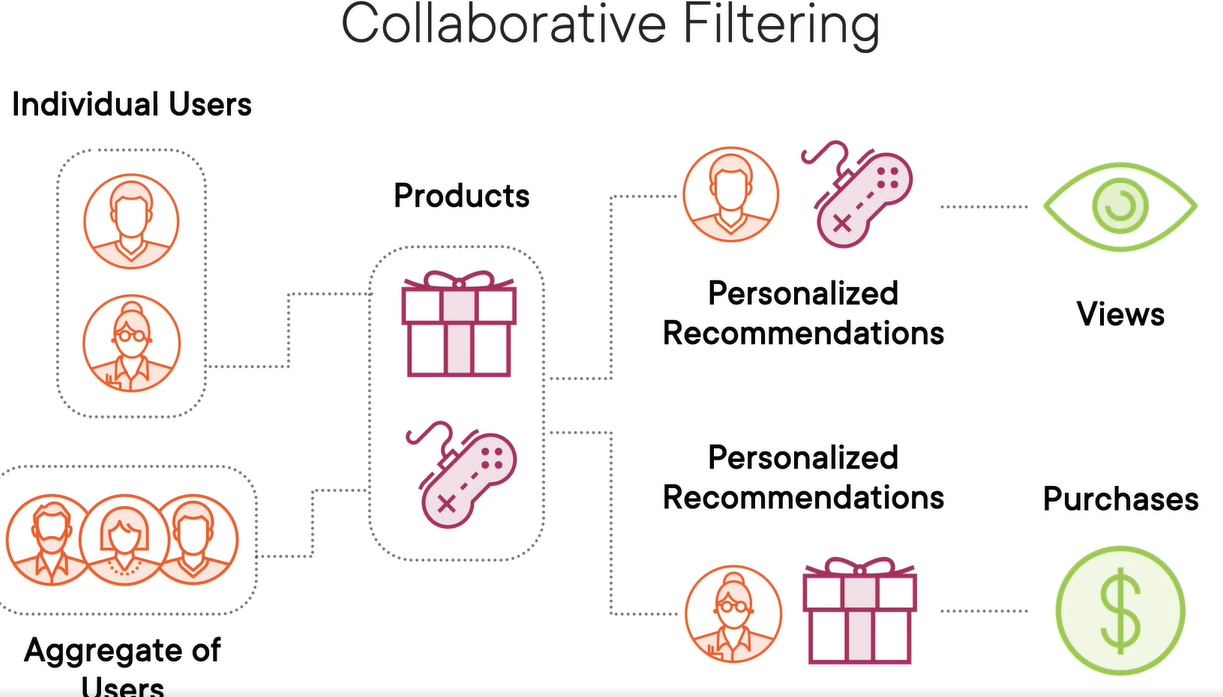 Collaborative Filtering
Individual Users
Products
Personalized
Recommendations
Views
Personalized
Recommendations
Purchases
$
Aggregate of
Users